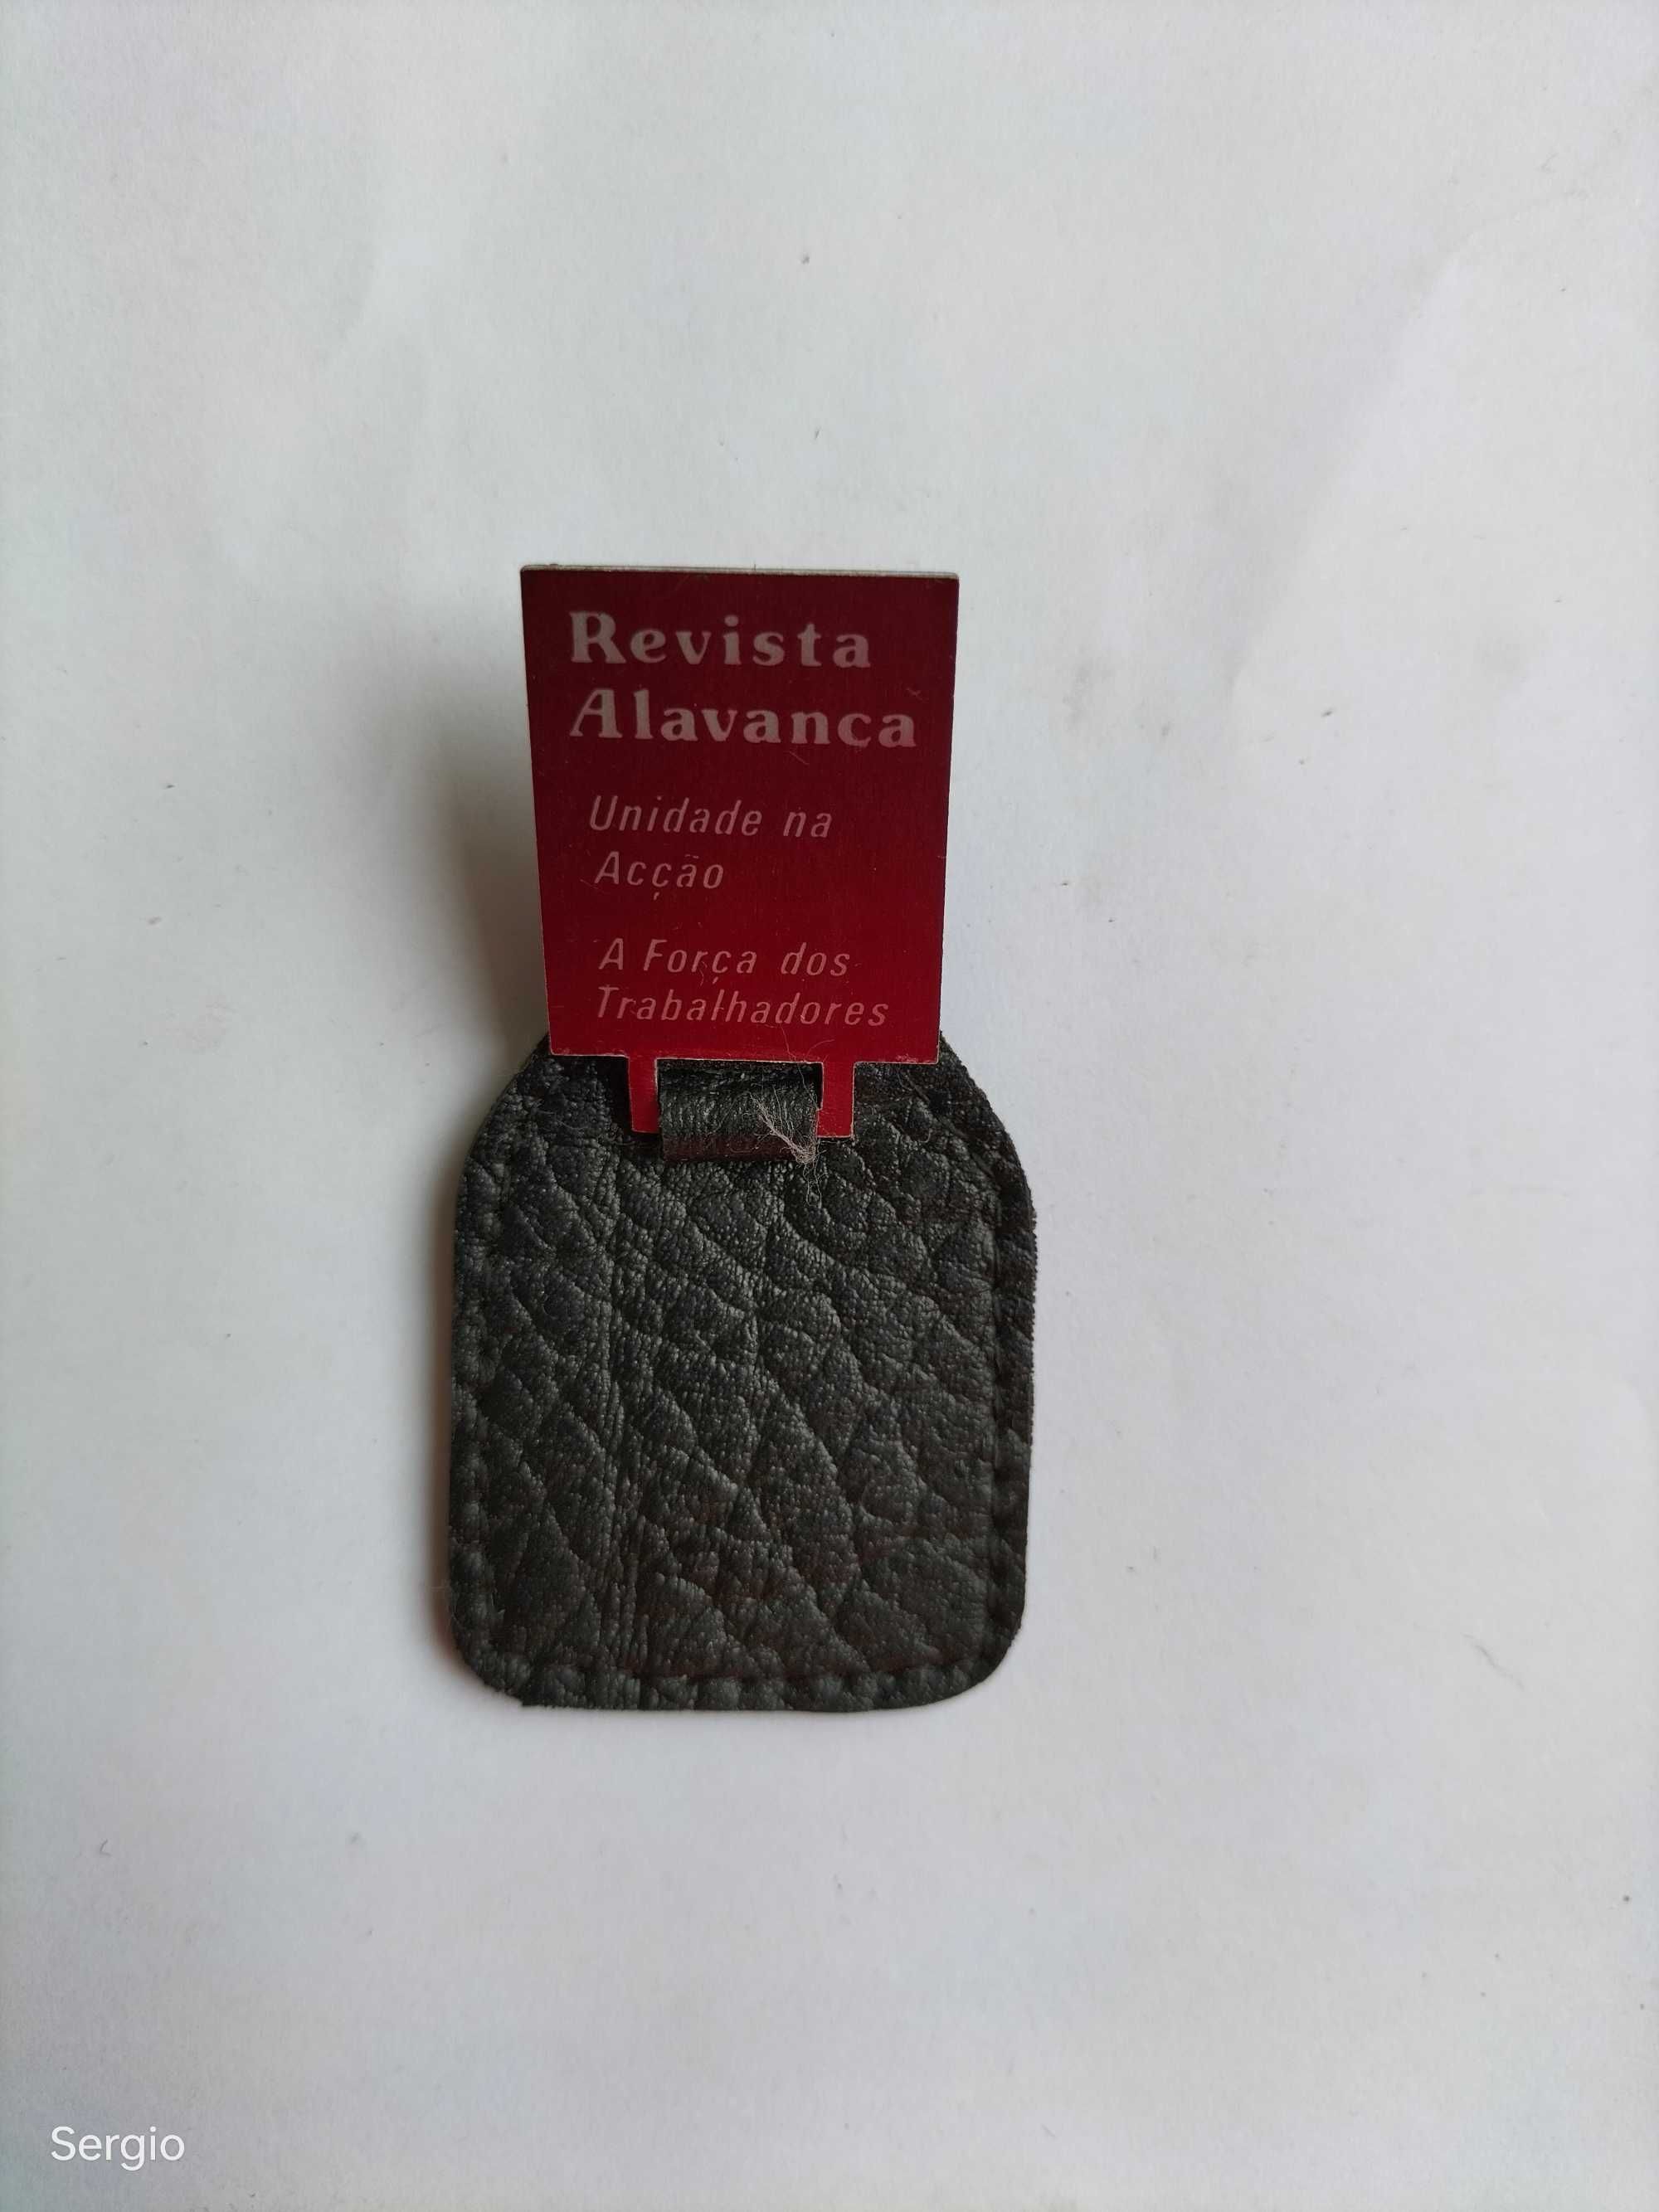 Revista
Alavanca
Unidade na
Acção
A Força dos
Trabalhadores
Sergio